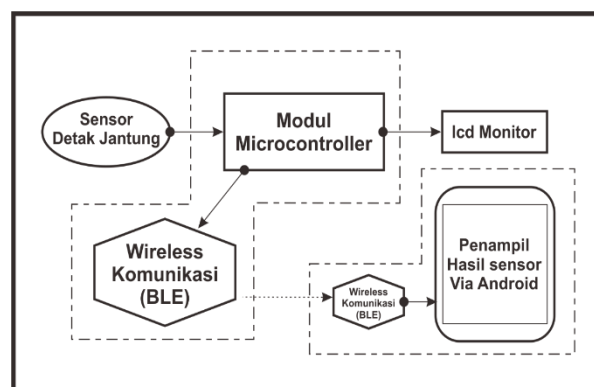 Sensor
Detak Jantung
Modul
Microcontroller
lcd Monitor
Wireless
Komunikasi
(BLE)
Wireless
Komunikasi
(BLE)
Penampil
Hasil sensor
Via Android